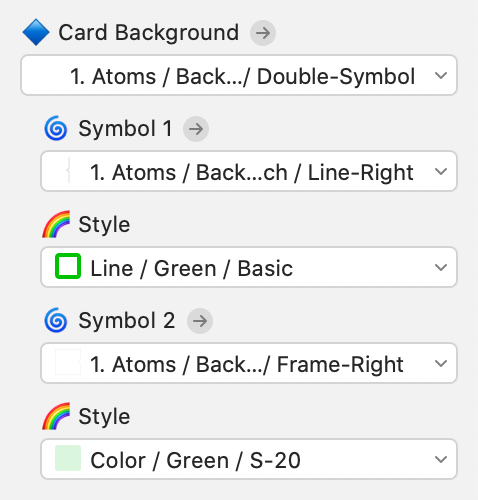 Card Background
1. Atoms / Back.../ Double-Symbol
Symbol 1
1. Atoms / Back...ch / Line-Right
Style
Line / Green / Basic
Symbol 2
1. Atoms / Back.../ Frame-Right
Style
Color / Green / S-20